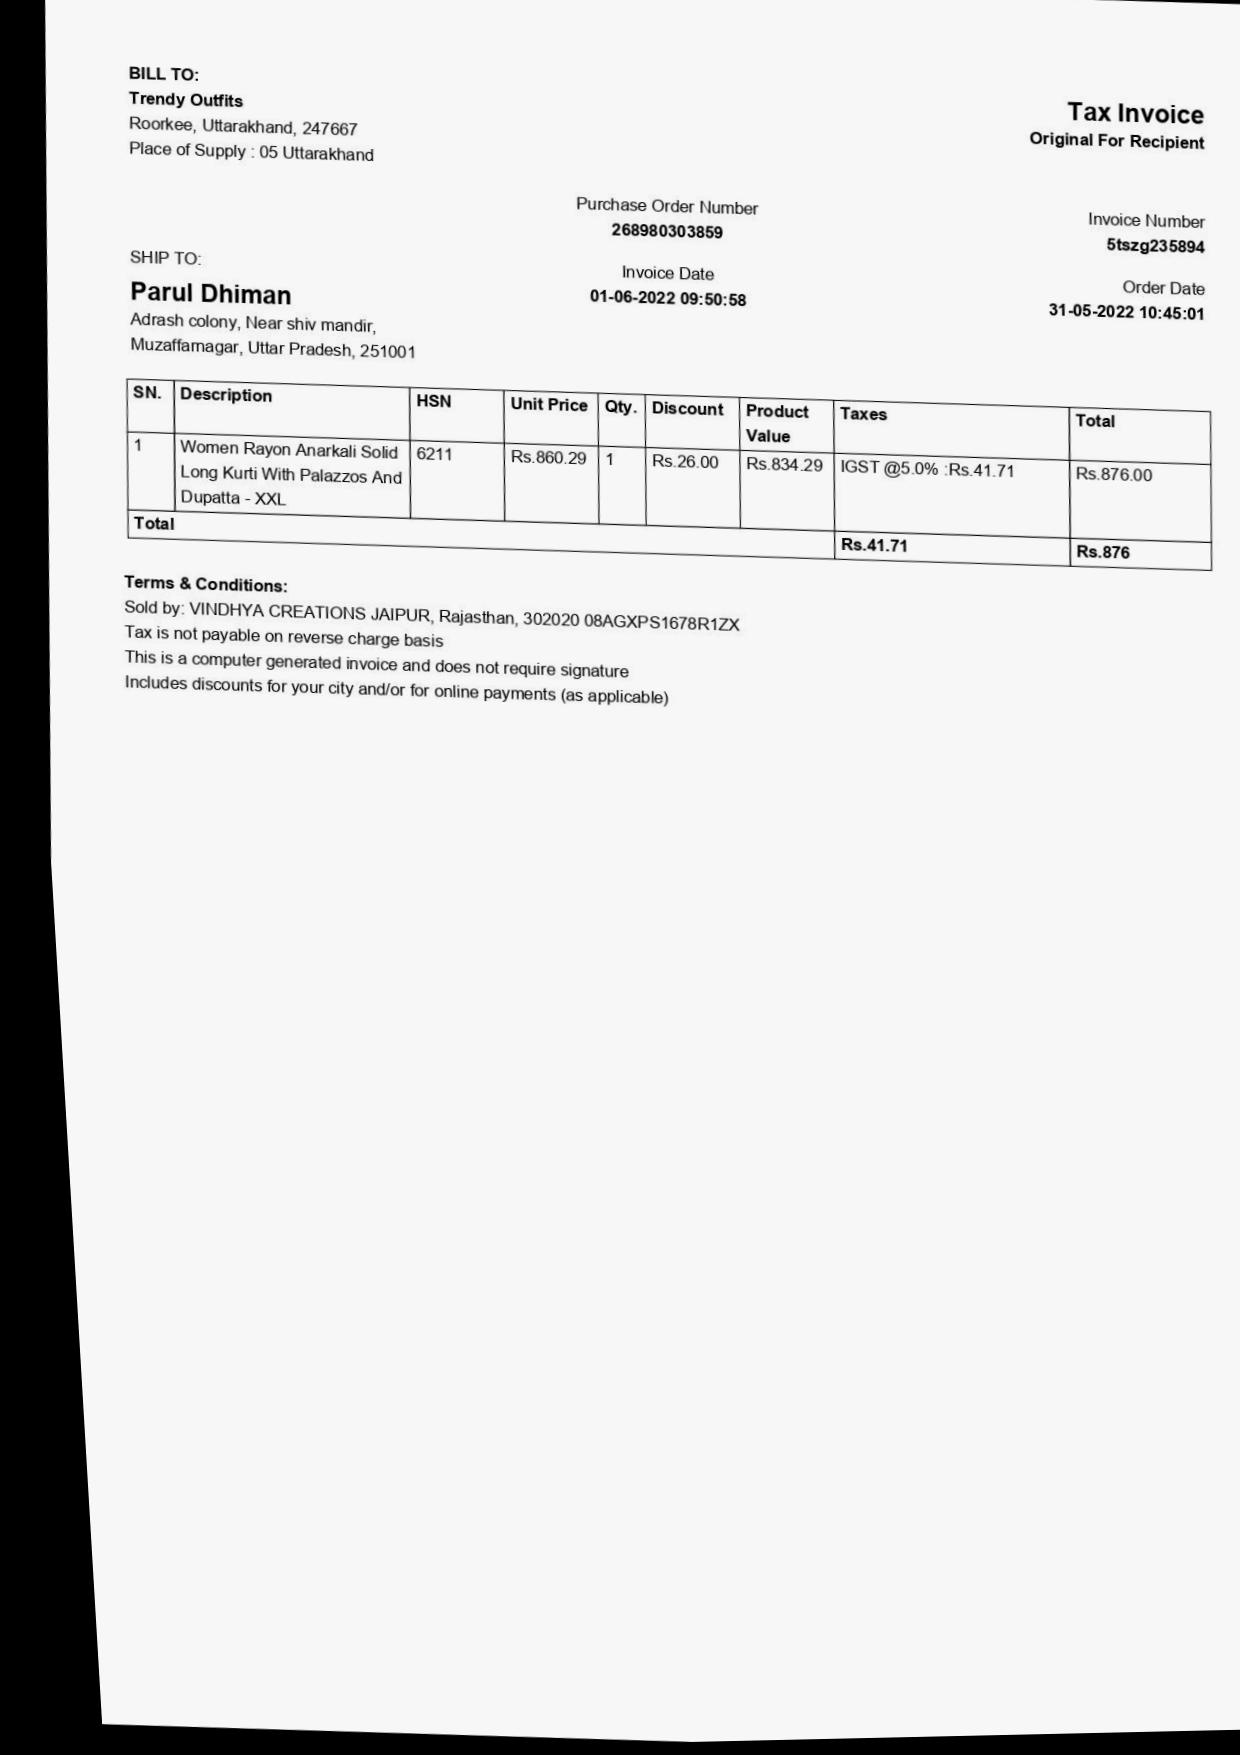 BILL TO:
Trendy Outfits
Roorkee, Uttarakhand, 247667
Place of Supply : 05 Uttarakhand
Tax Invoice
Original For Recipient
Purchase Order Number
268980303859
Invoice Number
5tszg235894
SHIP TO:
Parul Dhiman
Adrash colony, Near shiv mandir,
Muzaffarnagar, Uttar Pradesh, 251001
Invoice Date
01-06-2022 09:50:58
Order Date
31-05-2022 10:45:01
SN. Description HSN Unit Price Qty. Discount Product Value Taxes Total
1 Women Rayon Anarkali Solid 6211 Rs.860.29 1 Rs.26.00 Rs.834.29 IGST @5.0% :Rs.41.71 Rs.876.00
Long Kurti With Palazzos And
Dupatta - XXL
Total Rs.41.71 Rs.876
Terms & Conditions:
Sold by: VINDHYA CREATIONS JAIPUR, Rajasthan, 302020 08AGXPS1678R1ZX
Tax is not payable on reverse charge basis
This is a computer generated invoice and does not require signature
Includes discounts for your city and/or for online payments (as applicable)